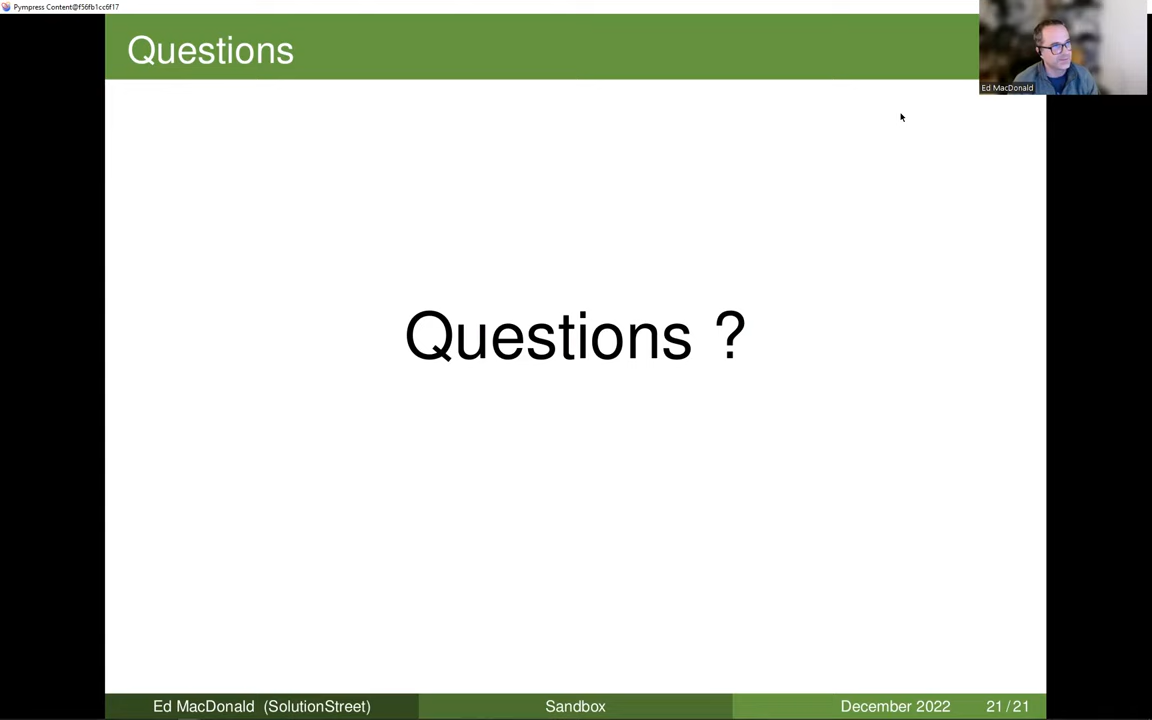 Pympress Content@f56fb1cc6f17
Questions
Ed MacDonald
Questions ?
Ed MacDonald (SolutionStreet)
Sandbox
December 2022
21 / 21